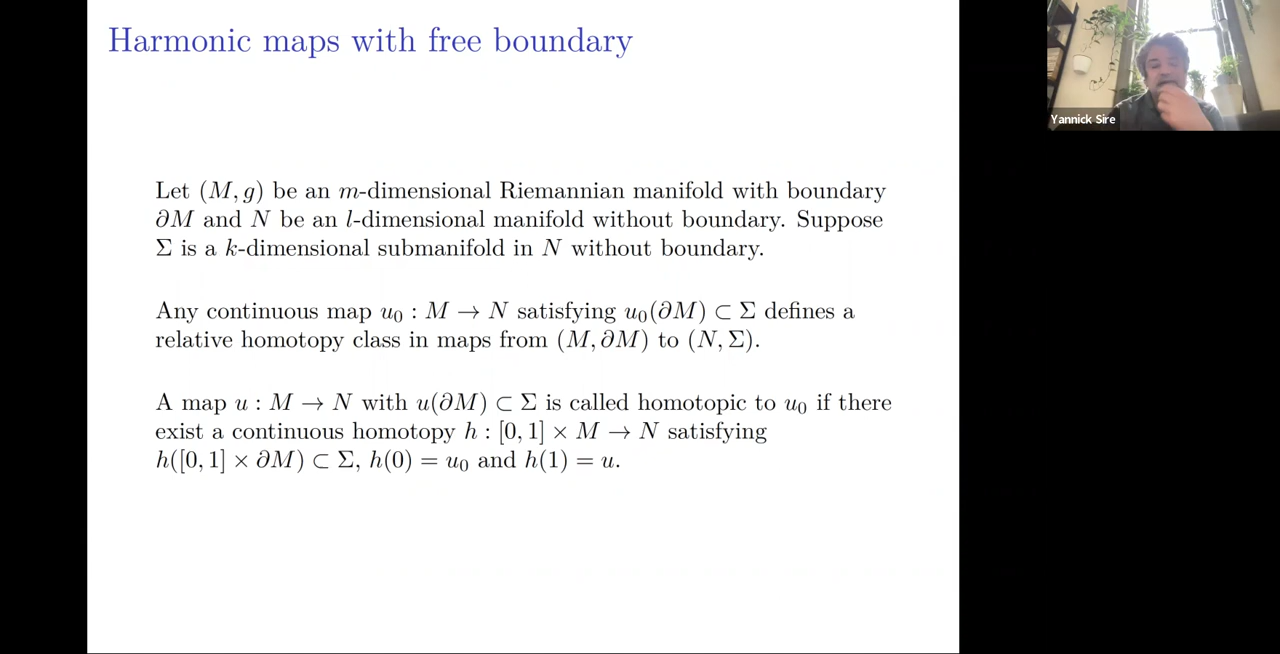 Harmonic maps with free boundary
Yannick Sire
Let (M, g) be an m-dimensional Riemannian manifold with boundary
∂M and N be an l-dimensional manifold without boundary. Suppose
Σ is a k-dimensional submanifold in N without boundary.
Any continuous map u₀ : M → N satisfying u₀(∂M) ⊂ Σ defines a
relative homotopy class in maps from (M, ∂M) to (N, Σ).
A map u : M → N with u(∂M) ⊂ Σ is called homotopic to u₀ if there
exist a continuous homotopy h : [0, 1] × M → N satisfying
h([0, 1] × ∂M) ⊂ Σ, h(0) = u₀ and h(1) = u.